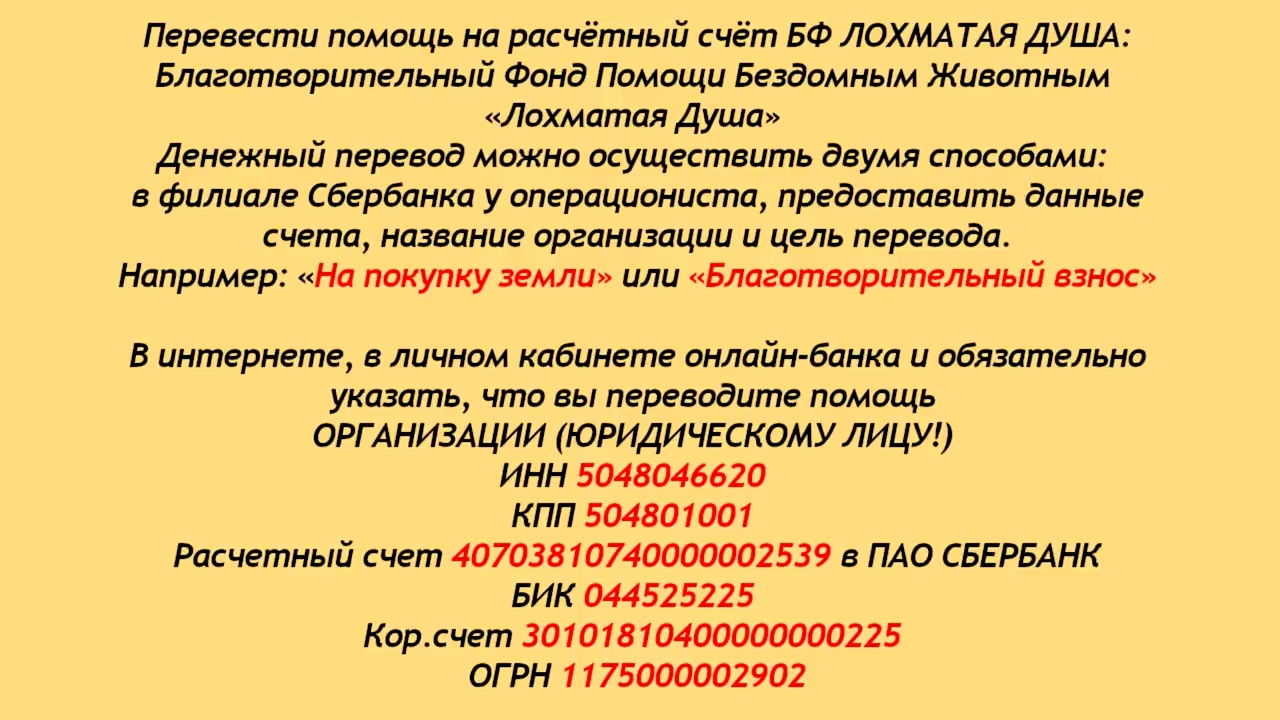 Перевести помощь на расчётный счёт БФ ЛОХМАТАЯ ДУША:
Благотворительный Фонд Помощи Бездомным Животным
«Лохматая Душа»
Денежный перевод можно осуществить двумя способами:
в филиале Сбербанка у операциониста, предоставить данные
счета, название организации и цель перевода.
Например: «На покупку земли» или «Благотворительный взнос»
В интернете, в личном кабинете онлайн-банка и обязательно
указать, что вы переводите помощь
ОРГАНИЗАЦИИ (ЮРИДИЧЕСКОМУ ЛИЦУ!)
ИНН 5048046620
КПП 504801001
Расчетный счет 40703810740000002539 в ПАО СБЕРБАНК
БИК 044525225
Кор.счет 30101810400000000225
ОГРН 1175000002902